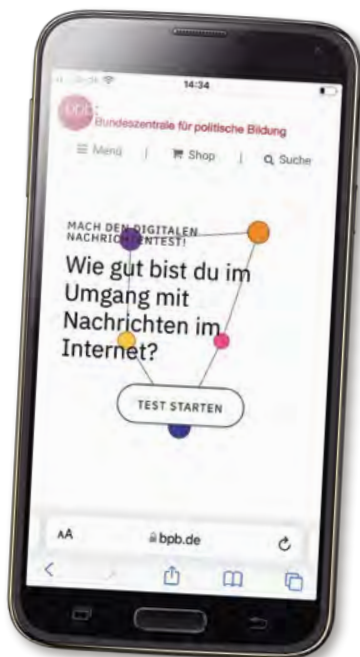 14:34
bpb:
Bundeszentrale für politische Bildung
Menü | Shop | Suche
MACH DEN DIGITALEN
NACHRICHTENTEST!
Wie gut bist du im
Umgang mit
Nachrichten im
Internet?
TEST STARTEN
AA bpb.de